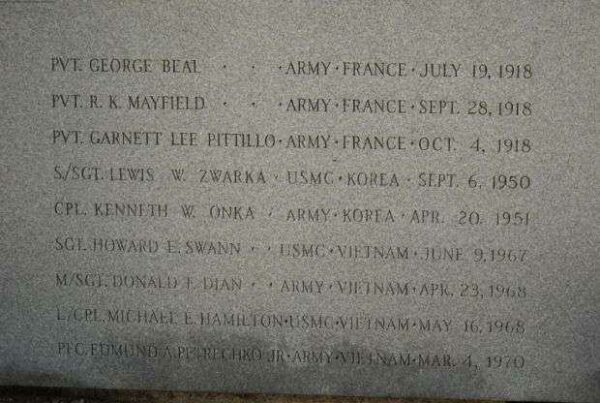 PVT. GEORGE BEAL · · · ARMY · FRANCE · JULY 19, 1918
PVT. R. K. MAYFIELD · · · ARMY · FRANCE · SEPT. 28, 1918
PVT. GARNETT LEE PITTILLO · ARMY · FRANCE · OCT. 4, 1918
S/SGT. LEWIS W. ZWARKA · USMC · KOREA · SEPT. 6, 1950
CPL. KENNETH W. ONKA · ARMY · KOREA · APR. 20, 1951
SGT. HOWARD E. SWANN · · USMC · VIETNAM · JUNE 9, 1967
M/SGT. DONALD F. DIAN · · ARMY · VIETNAM · APR. 23, 1968
L/CPL. MICHAEL E. HAMILTON · USMC · VIETNAM · MAY 16, 1968
PFC. EDMUND A. JR · ARMY · VIETNAM · MAR. 4, 1970